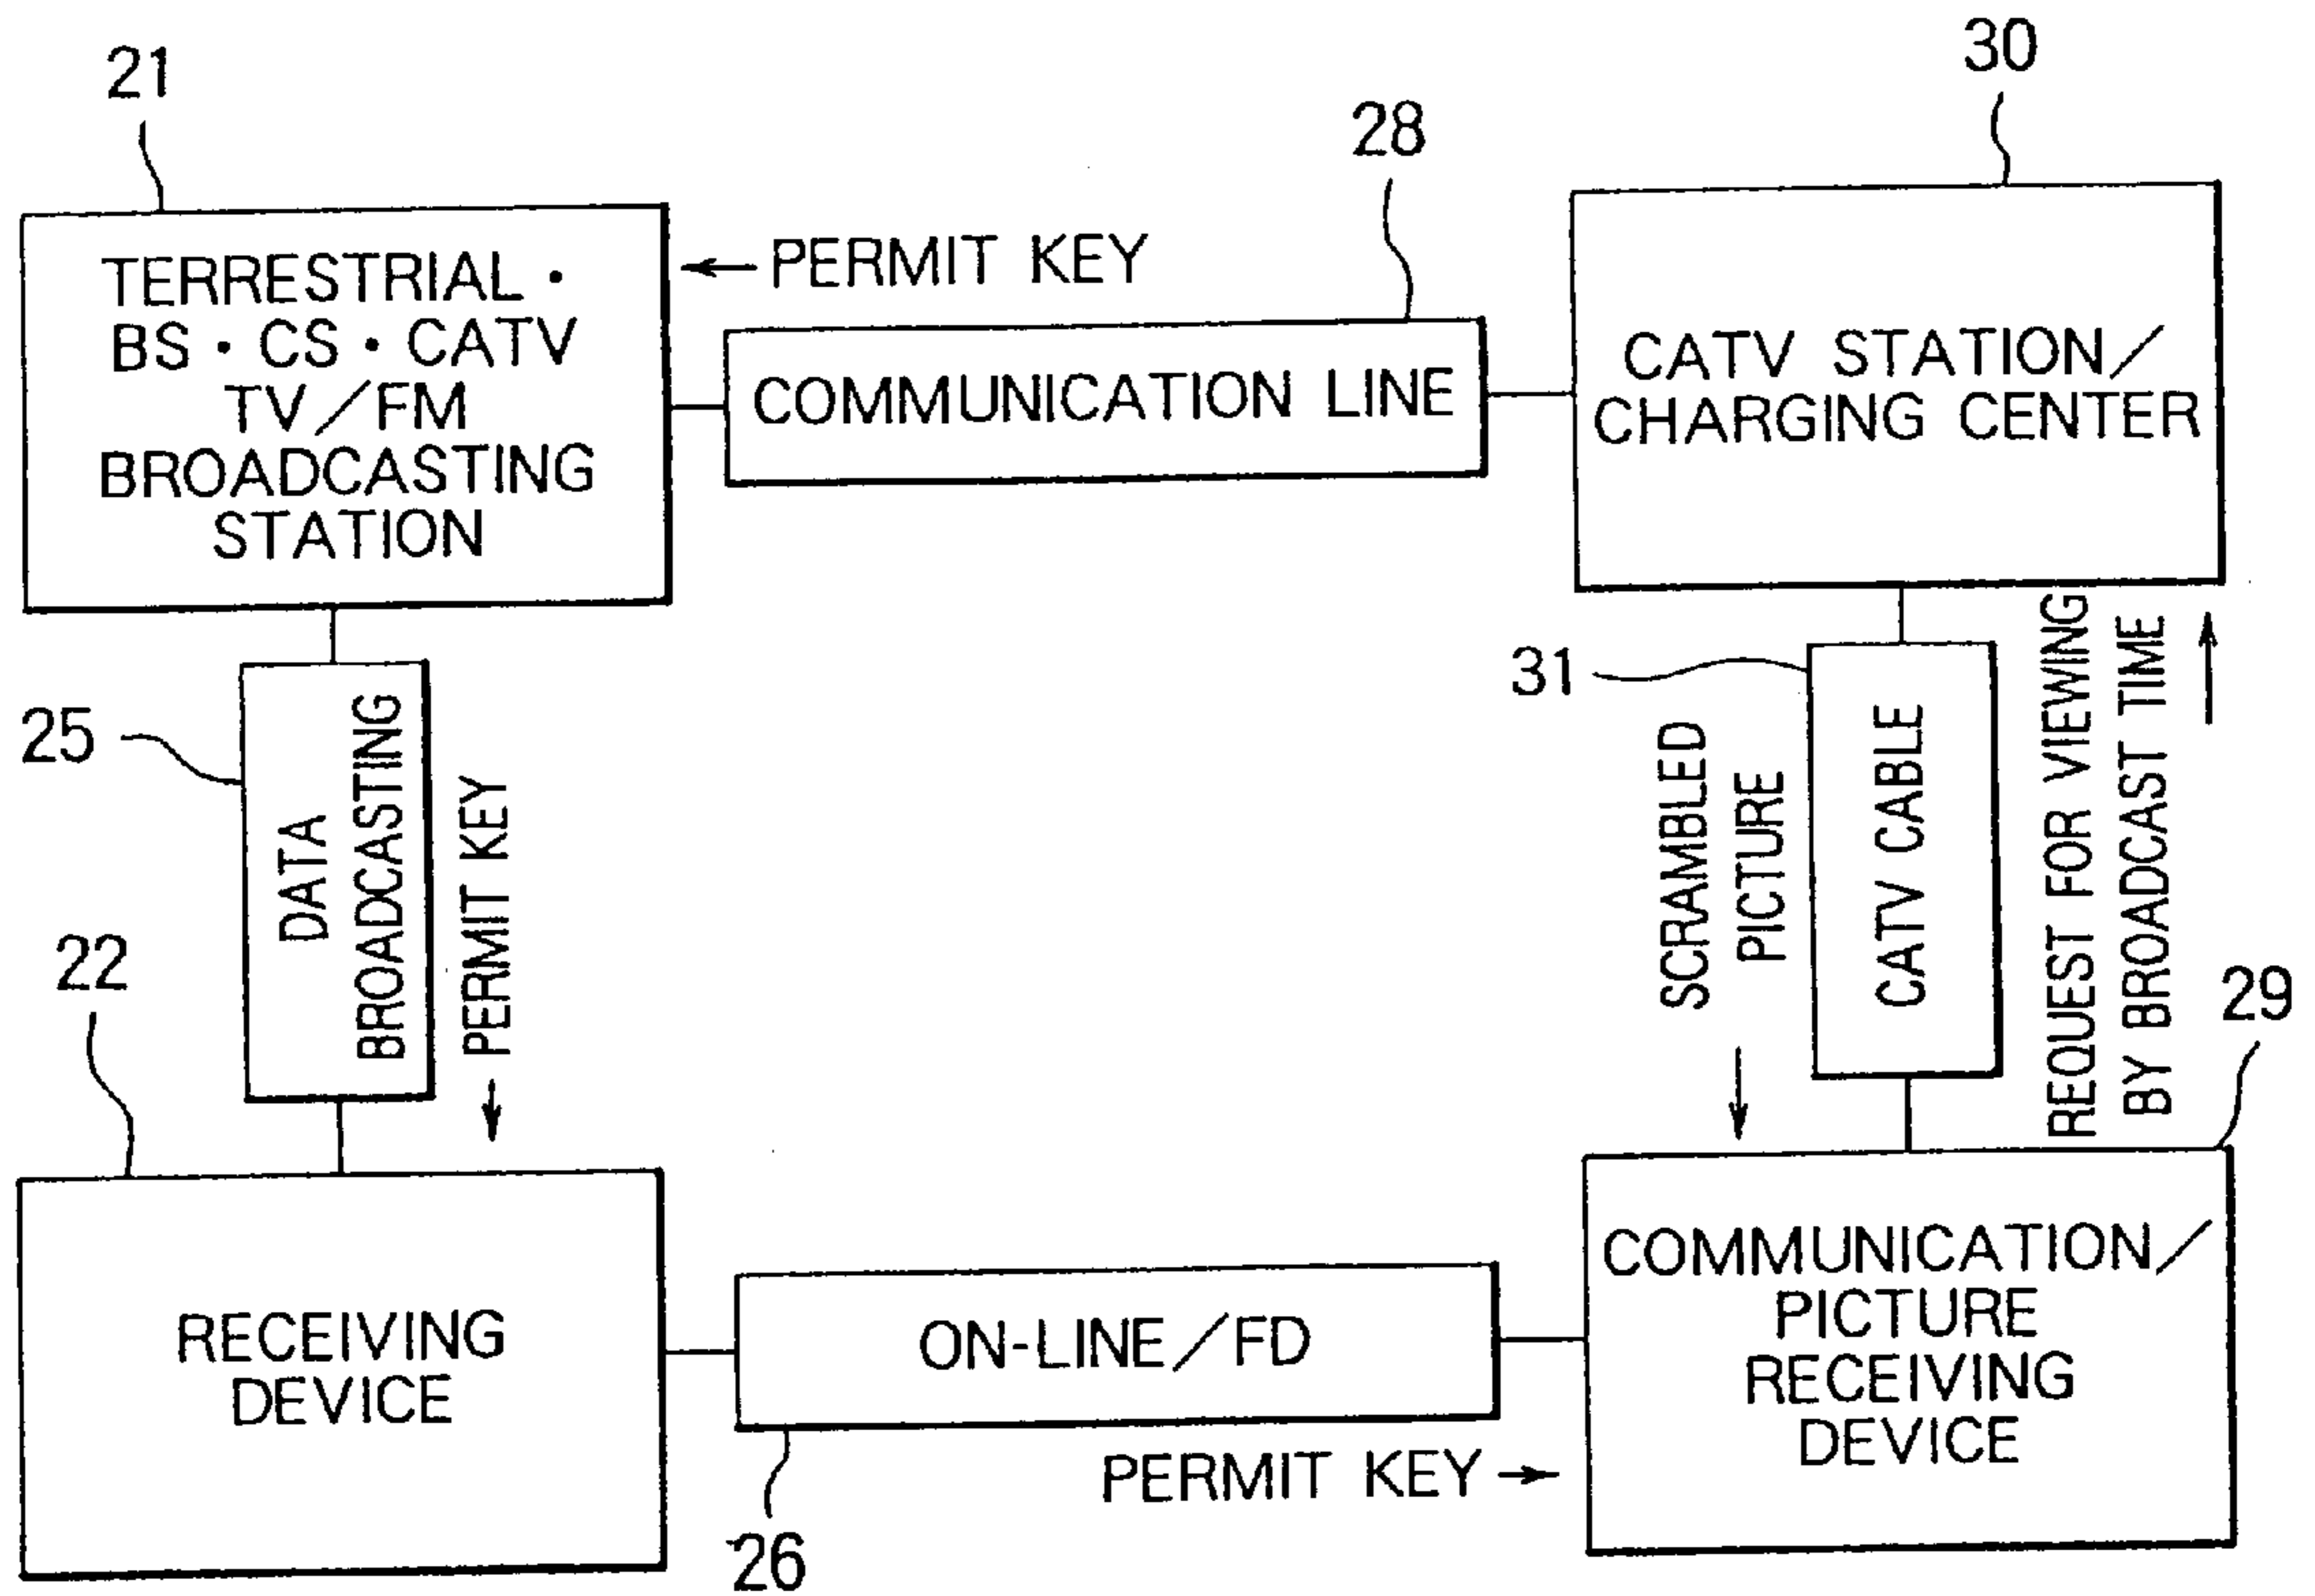 21
30
28
TERRESTRIAL・
BS・CS・CATV
TV/FM
BROADCASTING
STATION
← PERMIT KEY
COMMUNICATION LINE
CATV STATION/
CHARGING CENTER
25
DATA
BROADCASTING
PERMIT KEY
→
31
SCRAMBLED
PICTURE
CATV CABLE
REQUEST FOR VIEWING
BY BROADCAST TIME
22
29
RECEIVING
DEVICE
ON-LINE/FD
COMMUNICATION/
PICTURE
RECEIVING
DEVICE
PERMIT KEY →
26